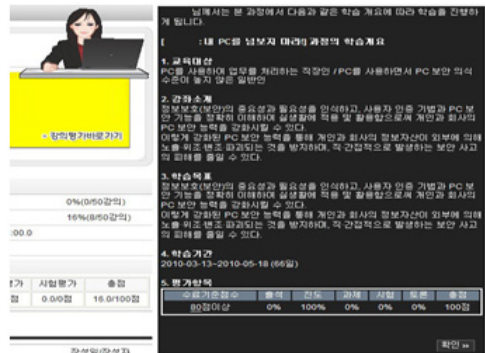 님께서는 본 과정에서 다음과 같은 학습 개요에 따라 학습을 진행하
게 됩니다.
[ : 내 PC를 넘보지 마라!] 과정의 학습개요
1. 교육대상
PC를 사용하여 업무를 처리하는 직장인 / PC를 사용하면서 PC 보안 의식
수준이 높지 않은 일반인
2. 강좌소개
정보보호(보안)의 중요성과 필요성을 인식하고, 사용자 인증 기법과 PC 보
안 기능을 정확히 이해하여 실생활에 적용 및 활용함으로써 개인과 회사의
PC 보안 능력을 강화시킬 수 있다.
이렇게 강화된 PC 보안 능력을 통해 개인과 회사의 정보자산이 외부에 의해
노출·위조·변조·파괴되는 것을 방지하며, 직·간접적으로 발생하는 보안 사고
의 피해를 줄일 수 있다.
3. 학습목표
정보보호(보안)의 중요성과 필요성을 인식하고, 사용자 인증 기법과 PC 보
안 기능을 정확히 이해하여 실생활에 적용 및 활용함으로써 개인과 회사의
PC 보안 능력을 강화시킬 수 있다.
이렇게 강화된 PC 보안 능력을 통해 개인과 회사의 정보자산이 외부에 의해
노출·위조·변조·파괴되는 것을 방지하며, 직·간접적으로 발생하는 보안 사고
의 피해를 줄일 수 있다.
4. 학습기간
2010-03-13~2010-05-18 (66일)
5. 평가항목
수료기준점수 출석 진도 과제 시험 토론 총점
80점이상 0% 100% 0% 0% 0% 100점
확인 »
- 강의평가바로가기
0%(0/50강의)
16%(8/50강의)
:00.0
평가 시험평가 총점
점 0.0/0점 16.0/100점
작성일/작성자